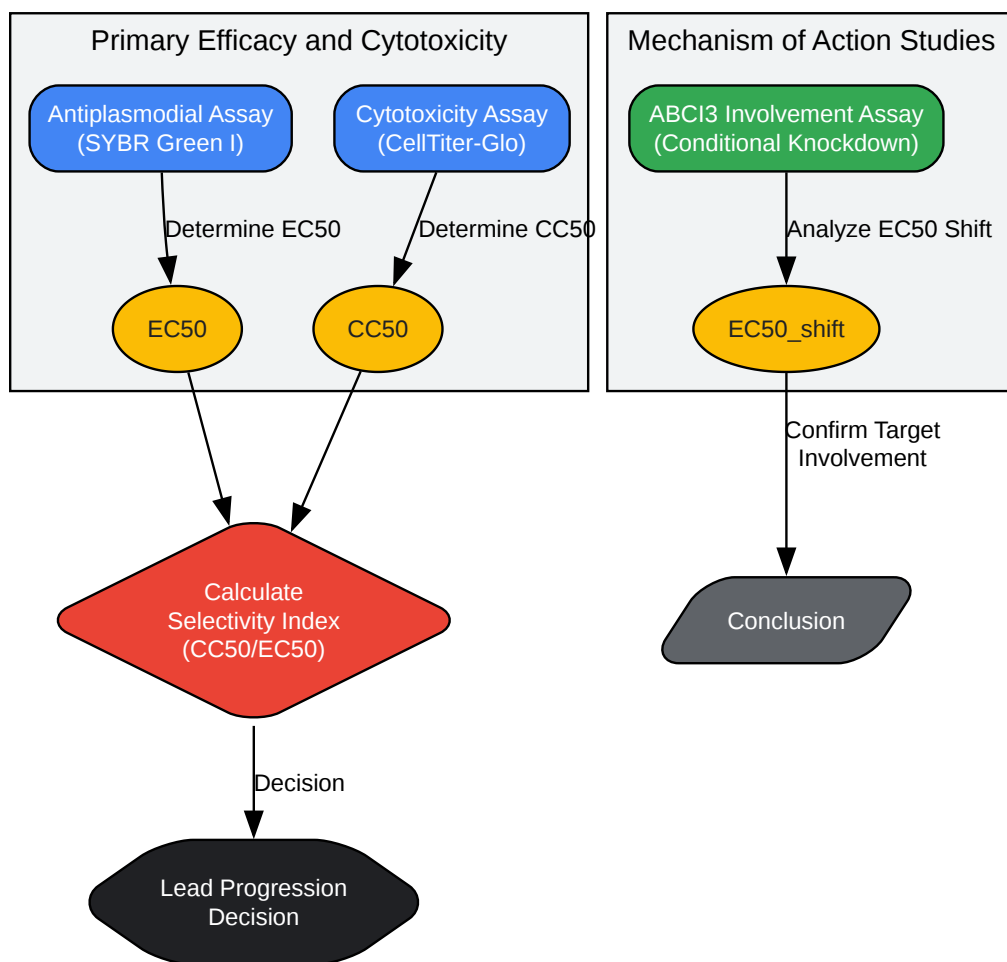 Primary Efficacy and Cytotoxicity
Antiplasmodial Assay
(SYBR Green I)
Cytotoxicity Assay
(CellTiter-Glo)
Determine EC50
Determine CC50
EC50
CC50
Mechanism of Action Studies
ABCI3 Involvement Assay
(Conditional Knockdown)
Analyze EC50 Shift
EC50_shift
Confirm Target
Involvement
Calculate
Selectivity Index
(CC50/EC50)
Conclusion
Decision
Lead Progression
Decision